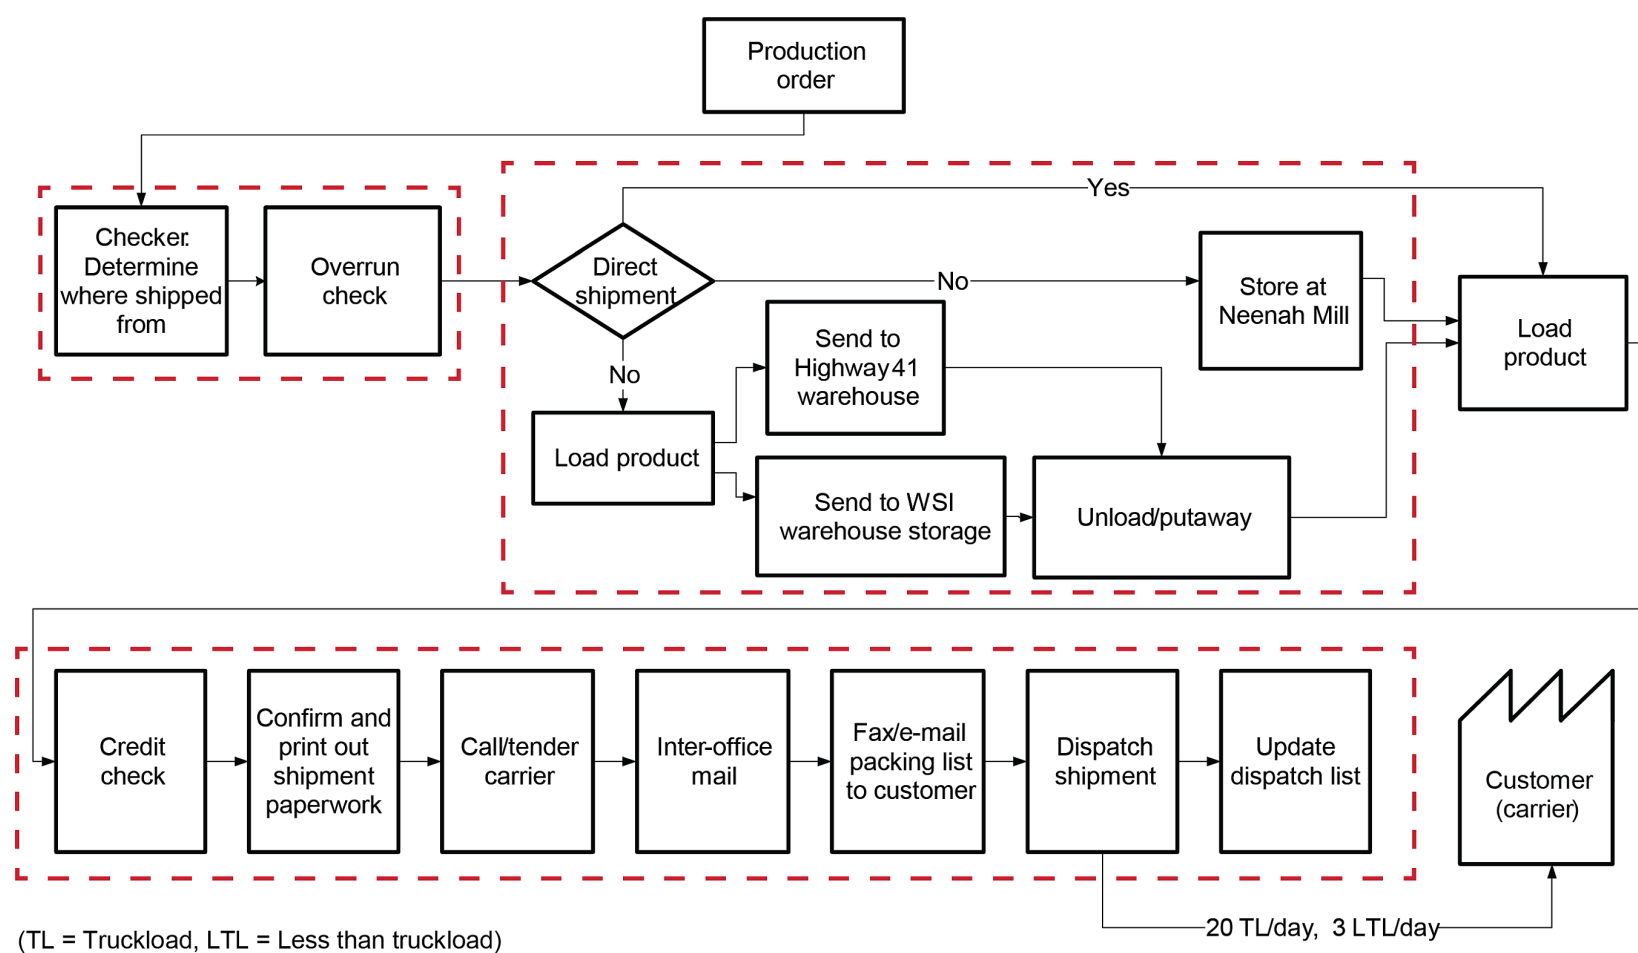 Production
order
Checker:
Determine
where shipped
from
Overrun
check
Direct
shipment
Yes
No
No
Store at
Neenah Mill
Load
product
Send to
Highway 41
warehouse
Load product
Send to WSI
warehouse storage
Unload/putaway
Credit
check
Confirm and
print out
shipment
paperwork
Call/tender
carrier
Inter-office
mail
Fax/e-mail
packing list
to customer
Dispatch
shipment
Update
dispatch list
Customer
(carrier)
20 TL/day, 3 LTL/day
(TL = Truckload, LTL = Less than truckload)